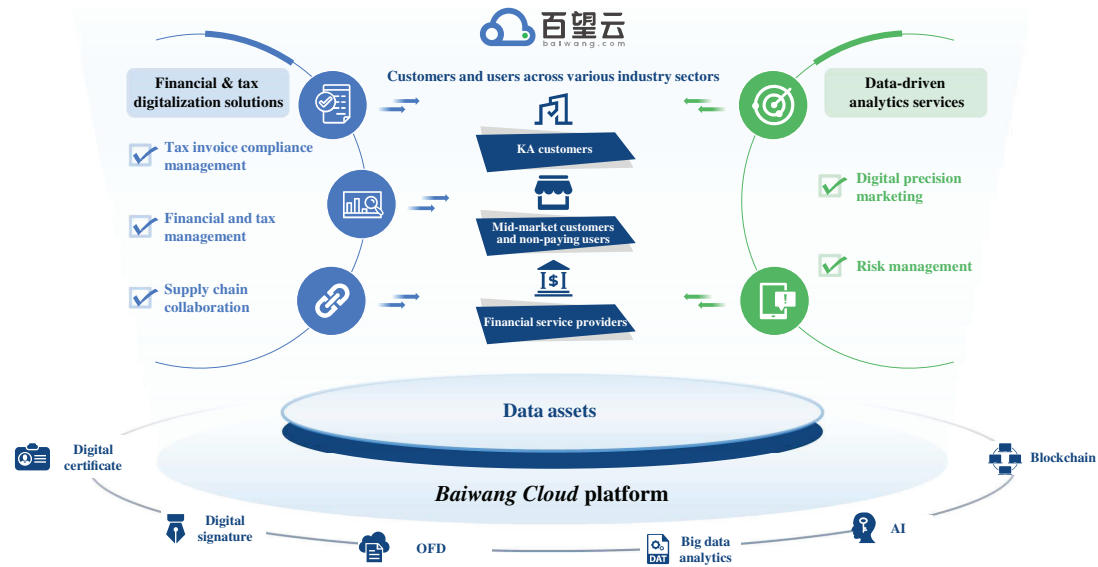 百望云
baiwang.com
Financial & tax
digitalization solutions
Tax invoice compliance
management
Financial and tax
management
Supply chain
collaboration
Customers and users across various industry sectors
KA customers
Mid-market customers
and non-paying users
$
Financial service providers
Data-driven
analytics services
Digital precision
marketing
!
Risk management
Data assets
Baiwang Cloud platform
Digital
certificate
Digital
signature
OFD
DAT
Big data
analytics
AI
Blockchain